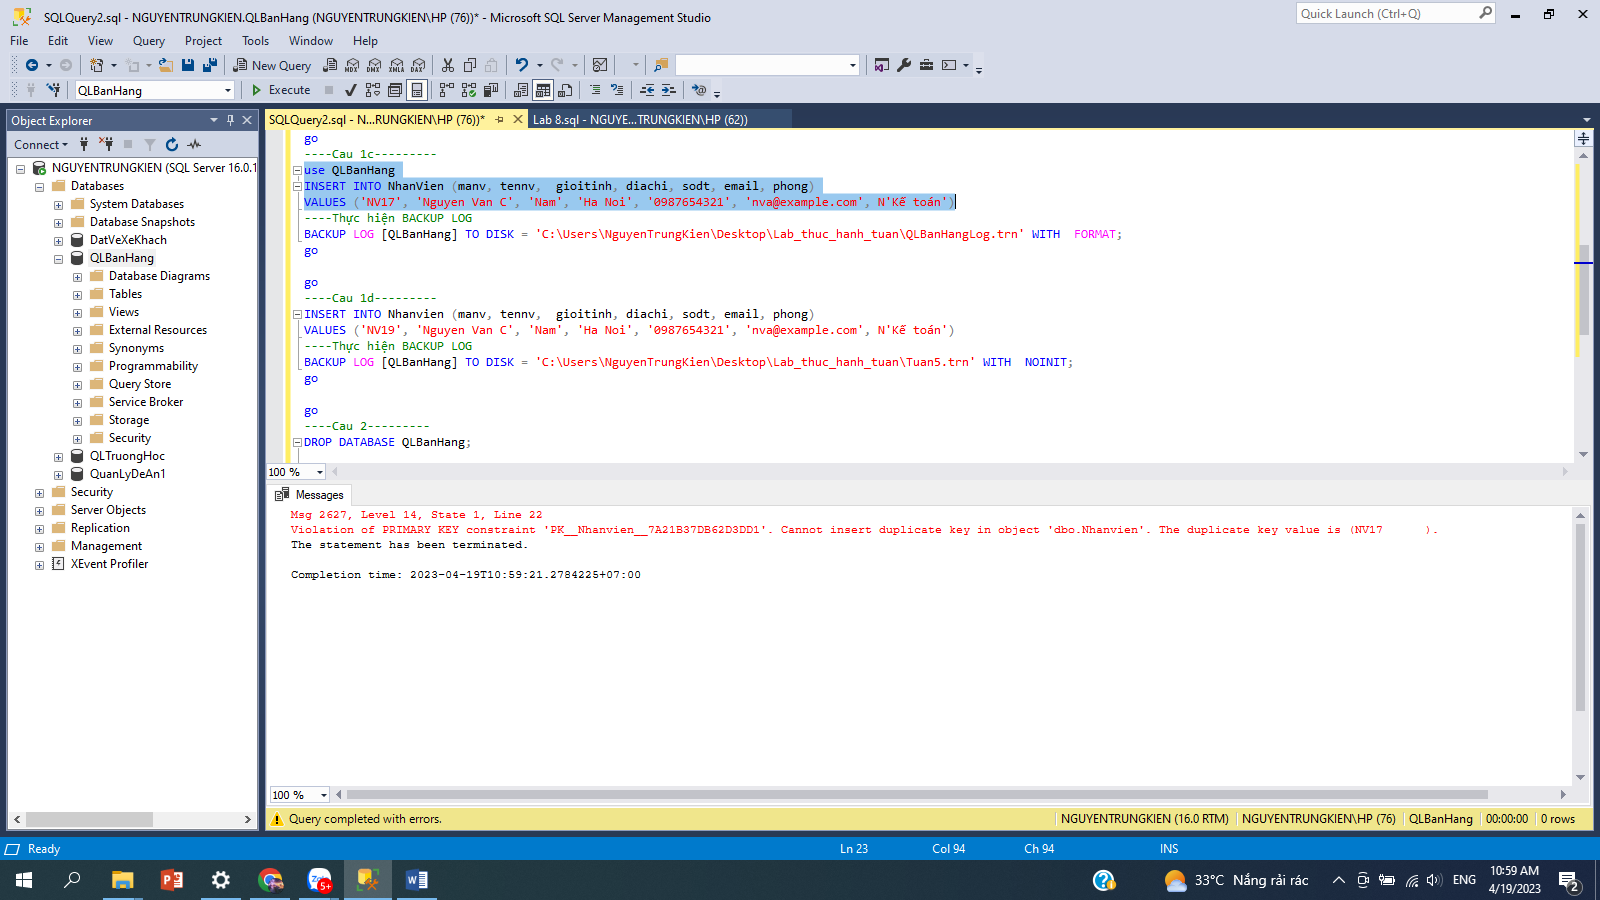 SQLQuery2.sql - NGUYENTRUNGKIEN.QLBanHang (NGUYENTRUNGKIEN\HP (76))* - Microsoft SQL Server Management Studio
Quick Launch (Ctrl+Q)
File Edit View Query Project Tools Window Help
New Query
MDX DMX XMLA DAX
QLBanHang
Execute
Object Explorer
SQLQuery2.sql - N...RUNGKIEN\HP (76))*
Lab 8.sql - NGUYE...TRUNGKIEN\HP (62))
Connect
NGUYENTRUNGKIEN (SQL Server 16.0.1
Databases
System Databases
Database Snapshots
DatVeXeKhach
QLBanHang
Database Diagrams
Tables
Views
External Resources
Synonyms
Programmability
Query Store
Service Broker
Storage
Security
QLTruongHoc
QuanLyDeAn1
Security
Server Objects
Replication
Management
XEvent Profiler
go
----Cau 1c---------
use QLBanHang
INSERT INTO NhanVien (manv, tennv,  gioitinh, diachi, sodt, email, phong)
VALUES ('NV17', 'Nguyen Van C', 'Nam', 'Ha Noi', '0987654321', 'nva@example.com', N'Kế toán')
----Thực hiện BACKUP LOG
BACKUP LOG [QLBanHang] TO DISK = 'C:\Users\NguyenTrungKien\Desktop\Lab_thuc_hanh_tuan\QLBanHangLog.trn' WITH  FORMAT;
go
go
----Cau 1d---------
INSERT INTO Nhanvien (manv, tennv,  gioitinh, diachi, sodt, email, phong)
VALUES ('NV19', 'Nguyen Van C', 'Nam', 'Ha Noi', '0987654321', 'nva@example.com', N'Kế toán')
----Thực hiện BACKUP LOG
BACKUP LOG [QLBanHang] TO DISK = 'C:\Users\NguyenTrungKien\Desktop\Lab_thuc_hanh_tuan\Tuan5.trn' WITH  NOINIT;
go
go
----Cau 2---------
DROP DATABASE QLBanHang;
100 %
Messages
Msg 2627, Level 14, State 1, Line 22
Violation of PRIMARY KEY constraint 'PK__Nhanvien__7A21B37DB62D3DD1'. Cannot insert duplicate key in object 'dbo.Nhanvien'. The duplicate key value is (NV17      ).
The statement has been terminated.
Completion time: 2023-04-19T10:59:21.2784225+07:00
100 %
Query completed with errors.
NGUYENTRUNGKIEN (16.0 RTM)
NGUYENTRUNGKIEN\HP (76)
QLBanHang
00:00:00
0 rows
Ready
Ln 23
Col 94
Ch 94
INS
5+
33°C Nắng rải rác
ENG
10:59 AM
4/19/2023
2